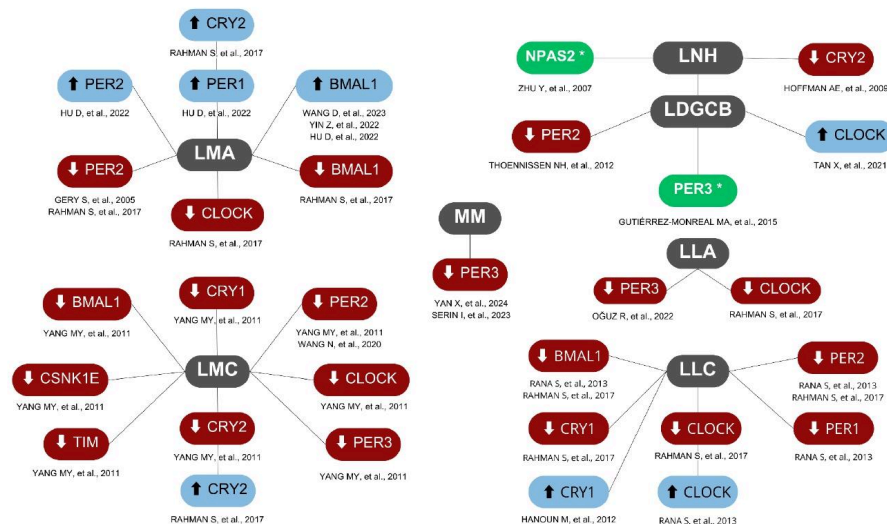 ⬆ CRY2
RAHMAN S, et al., 2017
⬆ PER2
HU D, et al., 2022
⬆ PER1
HU D, et al., 2022
⬆ BMAL1
WANG D, et al., 2023
YIN Z, et al., 2022
HU D, et al., 2022
LMA
⬇ PER2
GERY S, et al., 2005
RAHMAN S, et al., 2017
⬇ CLOCK
RAHMAN S, et al., 2017
⬇ BMAL1
RAHMAN S, et al., 2017
NPAS2 *
ZHU Y, et al., 2007
LNH
⬇ CRY2
HOFFMAN AE, et al., 2009
LDGCB
⬇ PER2
THOENNISSEN NH, et al., 2012
⬆ CLOCK
TAN X, et al., 2021
PER3 *
GUTIÉRREZ-MONREAL MA, et al., 2015
MM
⬇ PER3
YAN X, et al., 2024
SERIN I, et al., 2023
LLA
⬇ PER3
OĞUZ R, et al., 2022
⬇ CLOCK
RAHMAN S, et al., 2017
⬇ BMAL1
YANG MY, et al., 2011
⬇ CRY1
YANG MY, et al., 2011
⬇ PER2
YANG MY, et al., 2011
WANG N, et al., 2020
LMC
⬇ CSNK1E
YANG MY, et al., 2011
⬇ CLOCK
YANG MY, et al., 2011
⬇ TIM
YANG MY, et al., 2011
⬇ CRY2
YANG MY, et al., 2011
⬇ PER3
YANG MY, et al., 2011
⬆ CRY2
RAHMAN S, et al., 2017
⬇ BMAL1
RANA S, et al., 2013
RAHMAN S, et al., 2017
LLC
⬇ PER2
RANA S, et al., 2013
RAHMAN S, et al., 2017
⬇ CRY1
RAHMAN S, et al., 2017
⬇ CLOCK
RAHMAN S, et al., 2017
⬇ PER1
RANA S, et al., 2013
⬆ CRY1
HANOUN M, et al., 2012
⬆ CLOCK
RANA S, et al., 2013